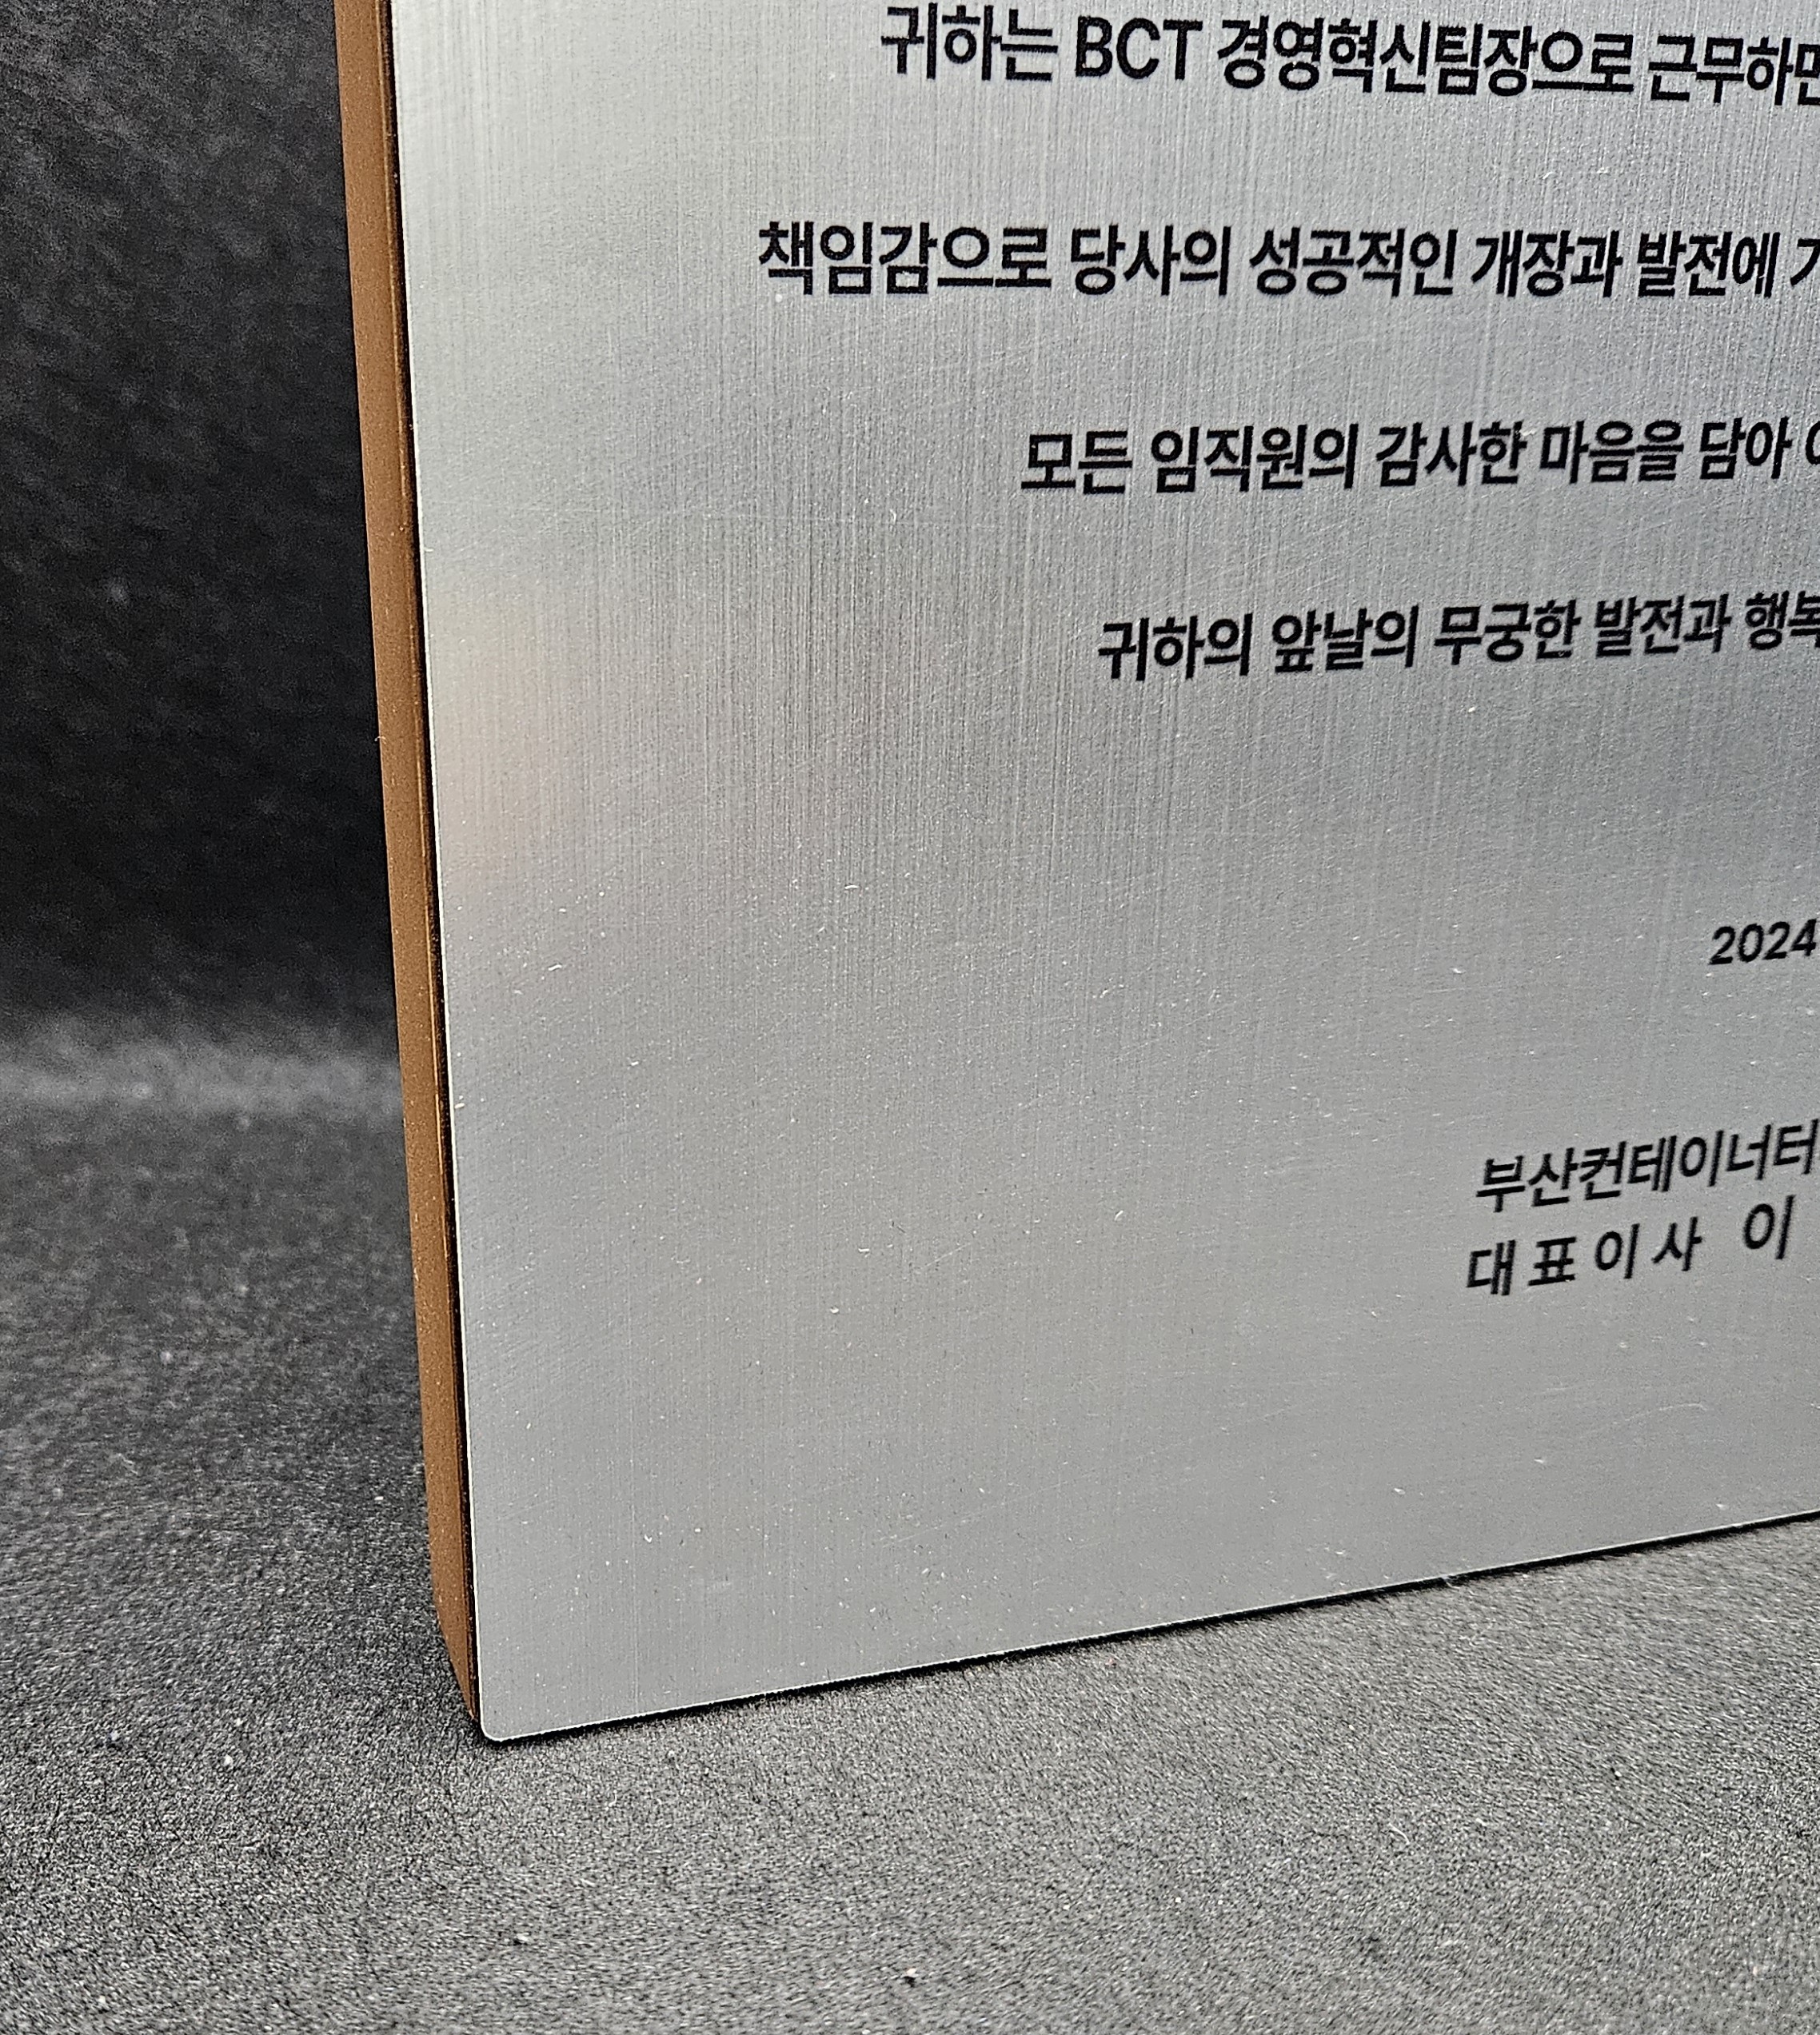 귀하는 BCT 경영혁신팀장으로 근무하면
책임감으로 당사의 성공적인 개장과 발전에
모든 임직원의 감사한 마음을 담아
귀하의 앞날의 무궁한 발전과 행복
2024
부산컨테이너터
대표이사 이